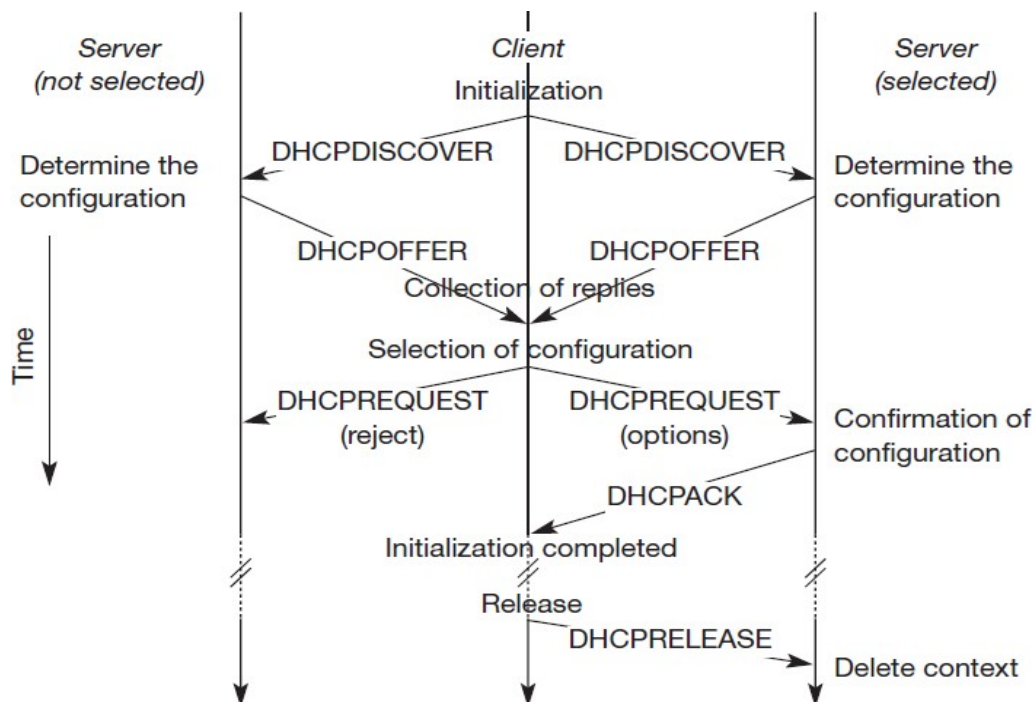 Server
(not selected)
Client
Server
(selected)
Initialization
DHCPDISCOVER
DHCPDISCOVER
Determine the
configuration
Determine the
configuration
DHCPOFFER
DHCPOFFER
Collection of replies
Time
Selection of configuration
DHCPREQUEST
(reject)
DHCPREQUEST
(options)
Confirmation of
configuration
DHCPACK
Initialization completed
Release
DHCPRELEASE
Delete context